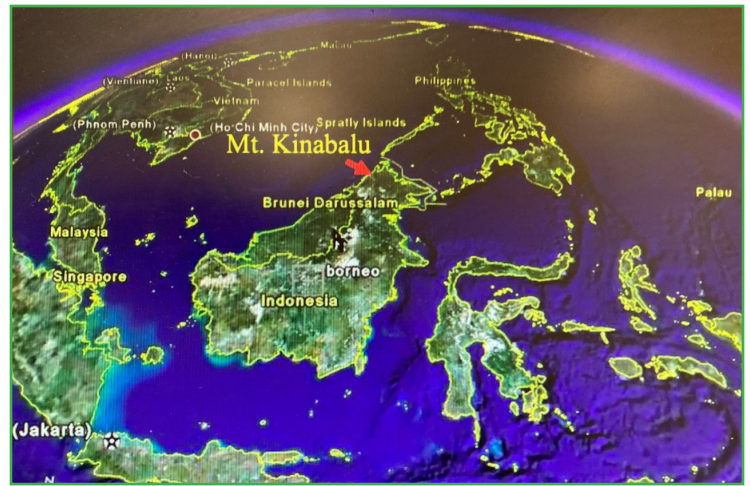 Macau
(Hanoi)
(Vientiane) Laos
Paracel Islands
Philippines
Vietnam
(Phnom Penh)
(Ho Chi Minh City)
Spratly Islands
Mt. Kinabalu
Palau
Brunei Darussalam
Malaysia
borneo
Singapore
Indonesia
(Jakarta)
N